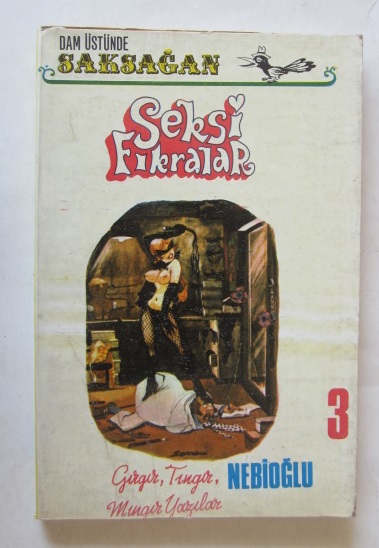 DAM ÜSTÜNDE
SAKSAĞAN
Seksi
Fıkralar
3
Gırgır, Tıngır, NEBİOĞLU
Mıngır Yazılar